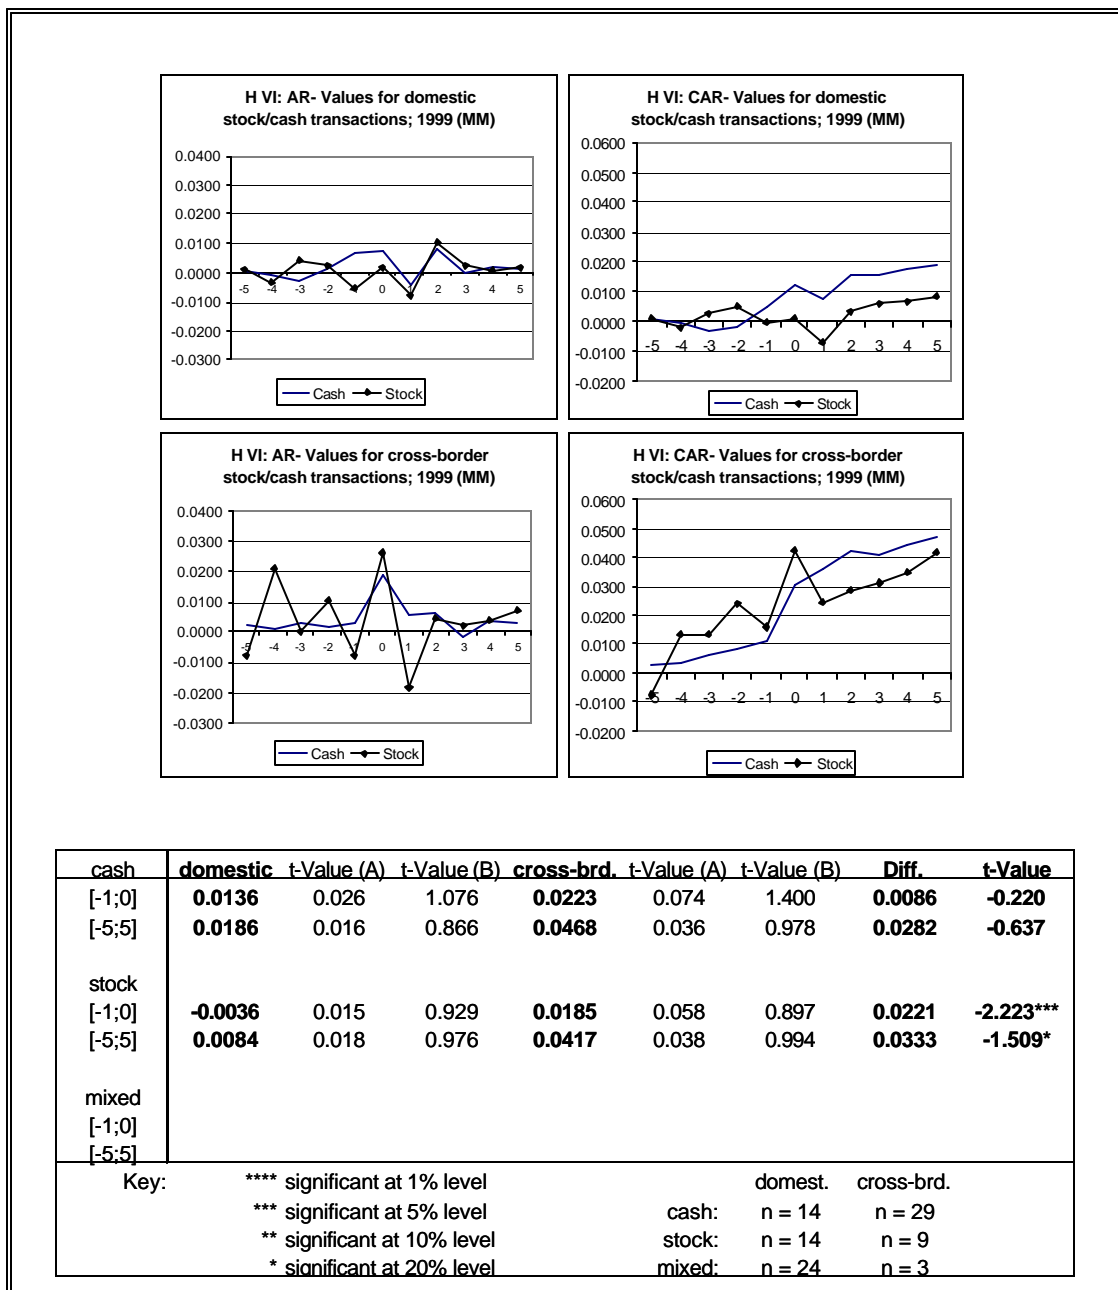 H VI: AR- Values for domestic
stock/cash transactions; 1999 (MM)
0.0400
0.0300
0.0200
0.0100
0.0000
-0.0100
-0.0200
-0.0300
-5 -4 -3 -2 -1 0 1 2 3 4 5
Cash Stock
H VI: CAR- Values for domestic
stock/cash transactions; 1999 (MM)
0.0600
0.0500
0.0400
0.0300
0.0200
0.0100
0.0000
-0.0100
-0.0200
-5 -4 -3 -2 -1 0 1 2 3 4 5
Cash Stock
H VI: AR- Values for cross-border
stock/cash transactions; 1999 (MM)
0.0400
0.0300
0.0200
0.0100
0.0000
-0.0100
-0.0200
-0.0300
-5 -4 -3 -2 -1 0 1 2 3 4 5
Cash Stock
H VI: CAR- Values for cross-border
stock/cash transactions; 1999 (MM)
0.0600
0.0500
0.0400
0.0300
0.0200
0.0100
0.0000
-0.0100
-0.0200
-5 -4 -3 -2 -1 0 1 2 3 4 5
Cash Stock
cash domestic t-Value (A) t-Value (B) cross-brd. t-Value (A) t-Value (B) Diff. t-Value
[-1;0] 0.0136 0.026 1.076 0.0223 0.074 1.400 0.0086 -0.220
[-5;5] 0.0186 0.016 0.866 0.0468 0.036 0.978 0.0282 -0.637
stock
[-1;0] -0.0036 0.015 0.929 0.0185 0.058 0.897 0.0221 -2.223***
[-5;5] 0.0084 0.018 0.976 0.0417 0.038 0.994 0.0333 -1.509*
mixed
[-1;0]
[-5;5]
Key: **** significant at 1% level domest. cross-brd.
*** significant at 5% level cash: n = 14 n = 29
** significant at 10% level stock: n = 14 n = 9
* significant at 20% level mixed: n = 24 n = 3